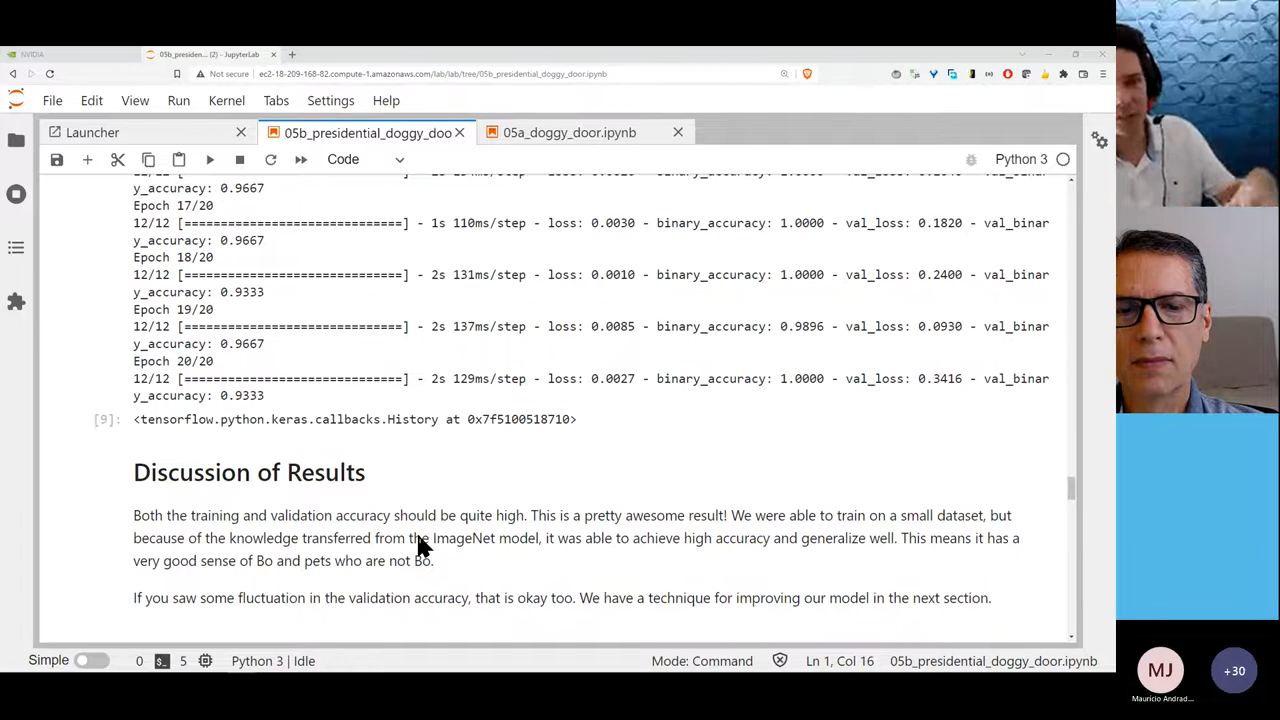 NVIDIA
05b_presiden... (2) - JupyterLab
Not secure
ec2-18-209-168-82.compute-1.amazonaws.com/lab/lab/tree/05b_presidential_doggy_door.ipynb
File Edit View Run Kernel Tabs Settings Help
Launcher
05b_presidential_doggy_doo
05a_doggy_door.ipynb
Code
Python 3
y_accuracy: 0.9667
Epoch 17/20
12/12 [==============================] - 1s 110ms/step - loss: 0.0030 - binary_accuracy: 1.0000 - val_loss: 0.1820 - val_binar
y_accuracy: 0.9667
Epoch 18/20
12/12 [==============================] - 2s 131ms/step - loss: 0.0010 - binary_accuracy: 1.0000 - val_loss: 0.2400 - val_binar
y_accuracy: 0.9333
Epoch 19/20
12/12 [==============================] - 2s 137ms/step - loss: 0.0085 - binary_accuracy: 0.9896 - val_loss: 0.0930 - val_binar
y_accuracy: 0.9667
Epoch 20/20
12/12 [==============================] - 2s 129ms/step - loss: 0.0027 - binary_accuracy: 1.0000 - val_loss: 0.3416 - val_binar
y_accuracy: 0.9333
[9]: <tensorflow.python.keras.callbacks.History at 0x7f5100518710>
Discussion of Results
Both the training and validation accuracy should be quite high. This is a pretty awesome result! We were able to train on a small dataset, but
because of the knowledge transferred from the ImageNet model, it was able to achieve high accuracy and generalize well. This means it has a
very good sense of Bo and pets who are not Bo.
If you saw some fluctuation in the validation accuracy, that is okay too. We have a technique for improving our model in the next section.
Simple
0
5
Python 3 | Idle
Mode: Command
Ln 1, Col 16
05b_presidential_doggy_door.ipynb
MJ
+30
Mauricio Andrad...